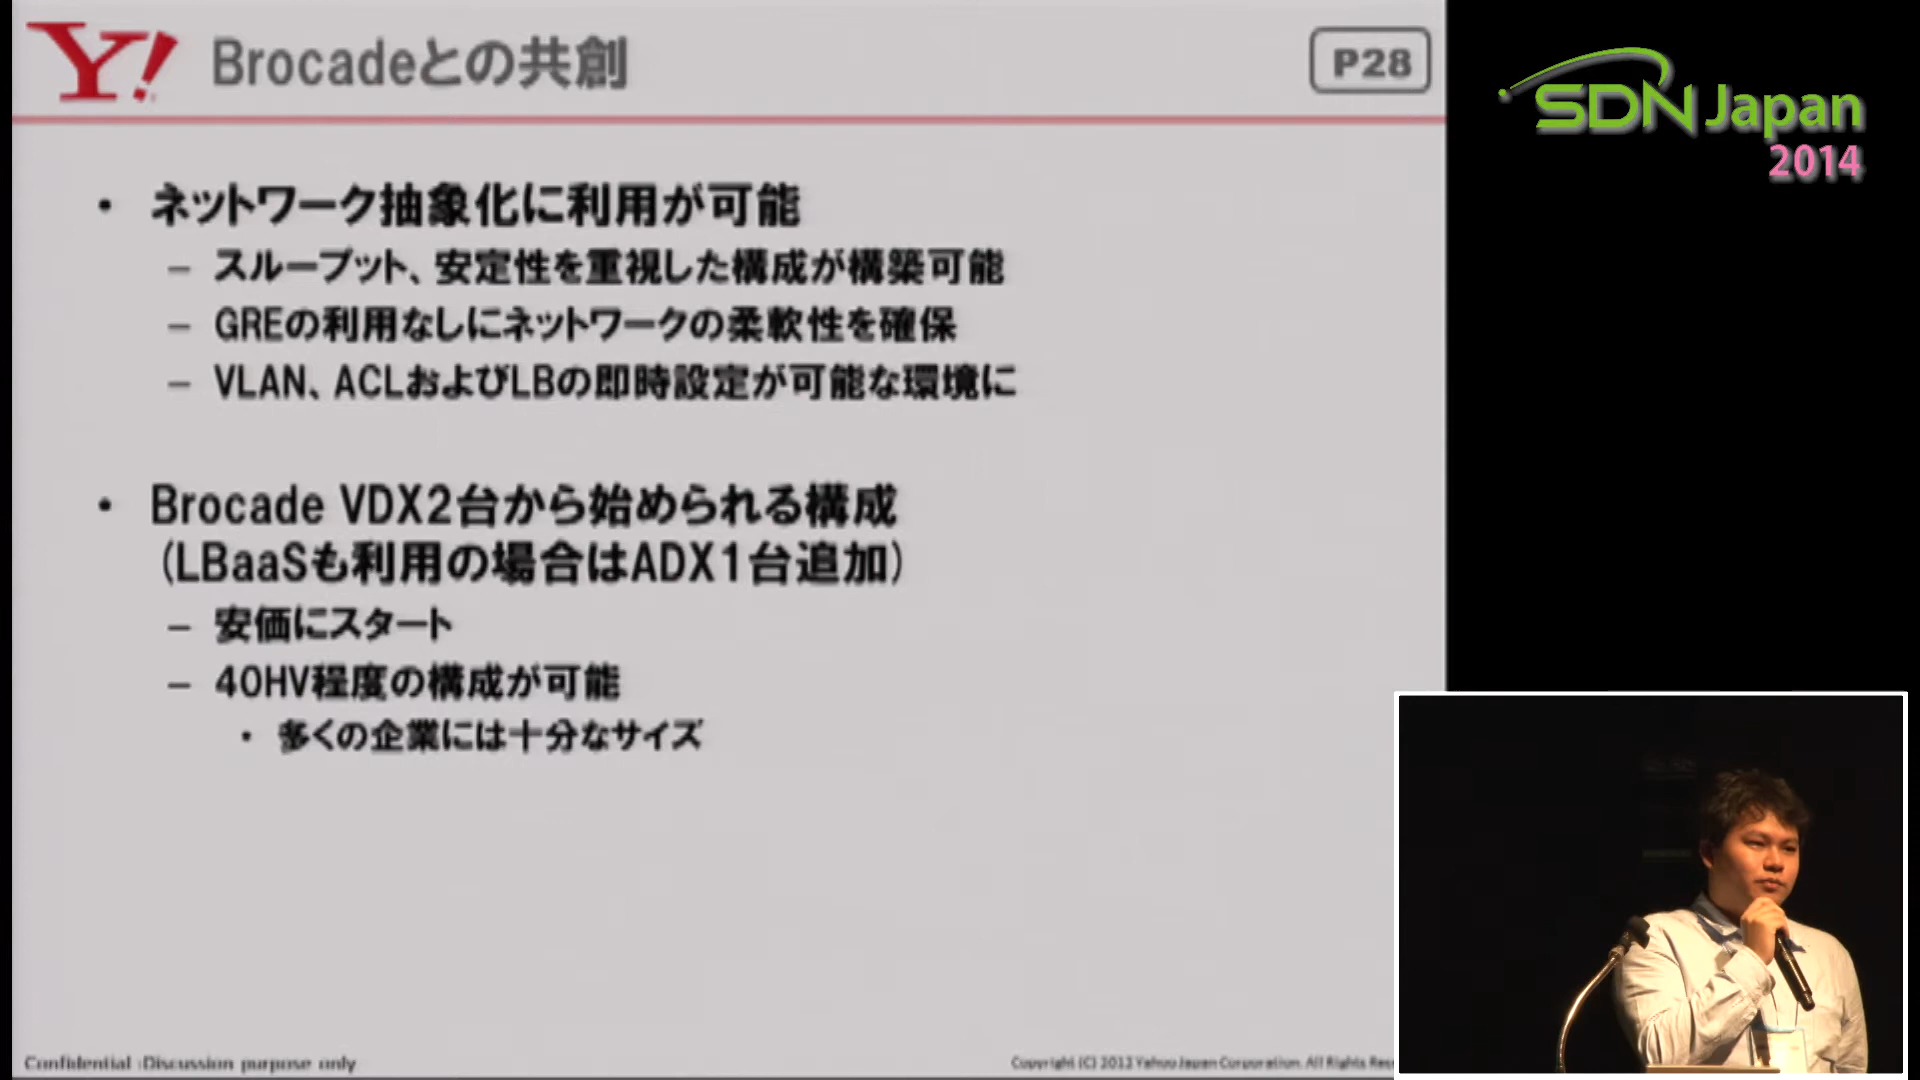 Y! Brocadeとの共創
P28
SDN Japan
2014
• ネットワーク抽象化に利用が可能
– スループット、安定性を重視した構成が構築可能
– GREの利用なしにネットワークの柔軟性を確保
– VLAN、ACLおよびLBの即時設定が可能な環境に
• Brocade VDX2台から始められる構成
(LBaaSも利用の場合はADX1台追加)
– 安価にスタート
– 40HV程度の構成が可能
• 多くの企業には十分なサイズ
Confidential :Discussion purpose only
Copyright (C) 2012 Yahoo Japan Corporation. All Rights Res